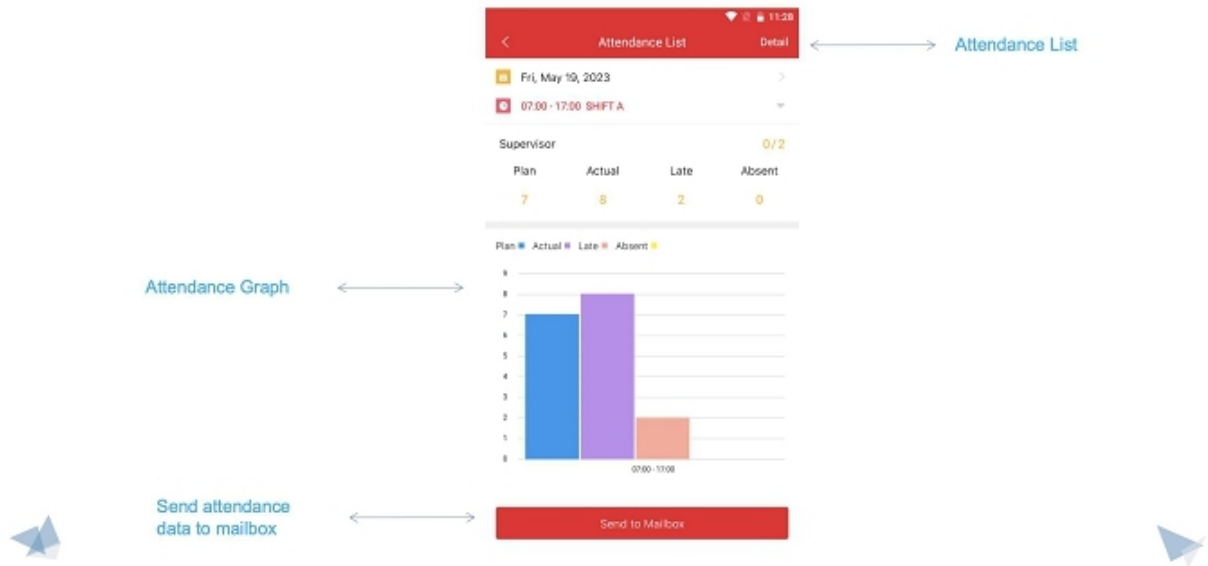 11:28
Attendance List Detail
Attendance List
Fri, May 19, 2023
07:00 - 17:00 SHIFT A
Supervisor 0/2
Plan Actual Late Absent
7 8 2 0
Plan Actual Late Absent
9
8
7
6
5
4
3
2
1
0
07:00 - 17:00
Attendance Graph
Send attendance
data to mailbox
Send to Mailbox